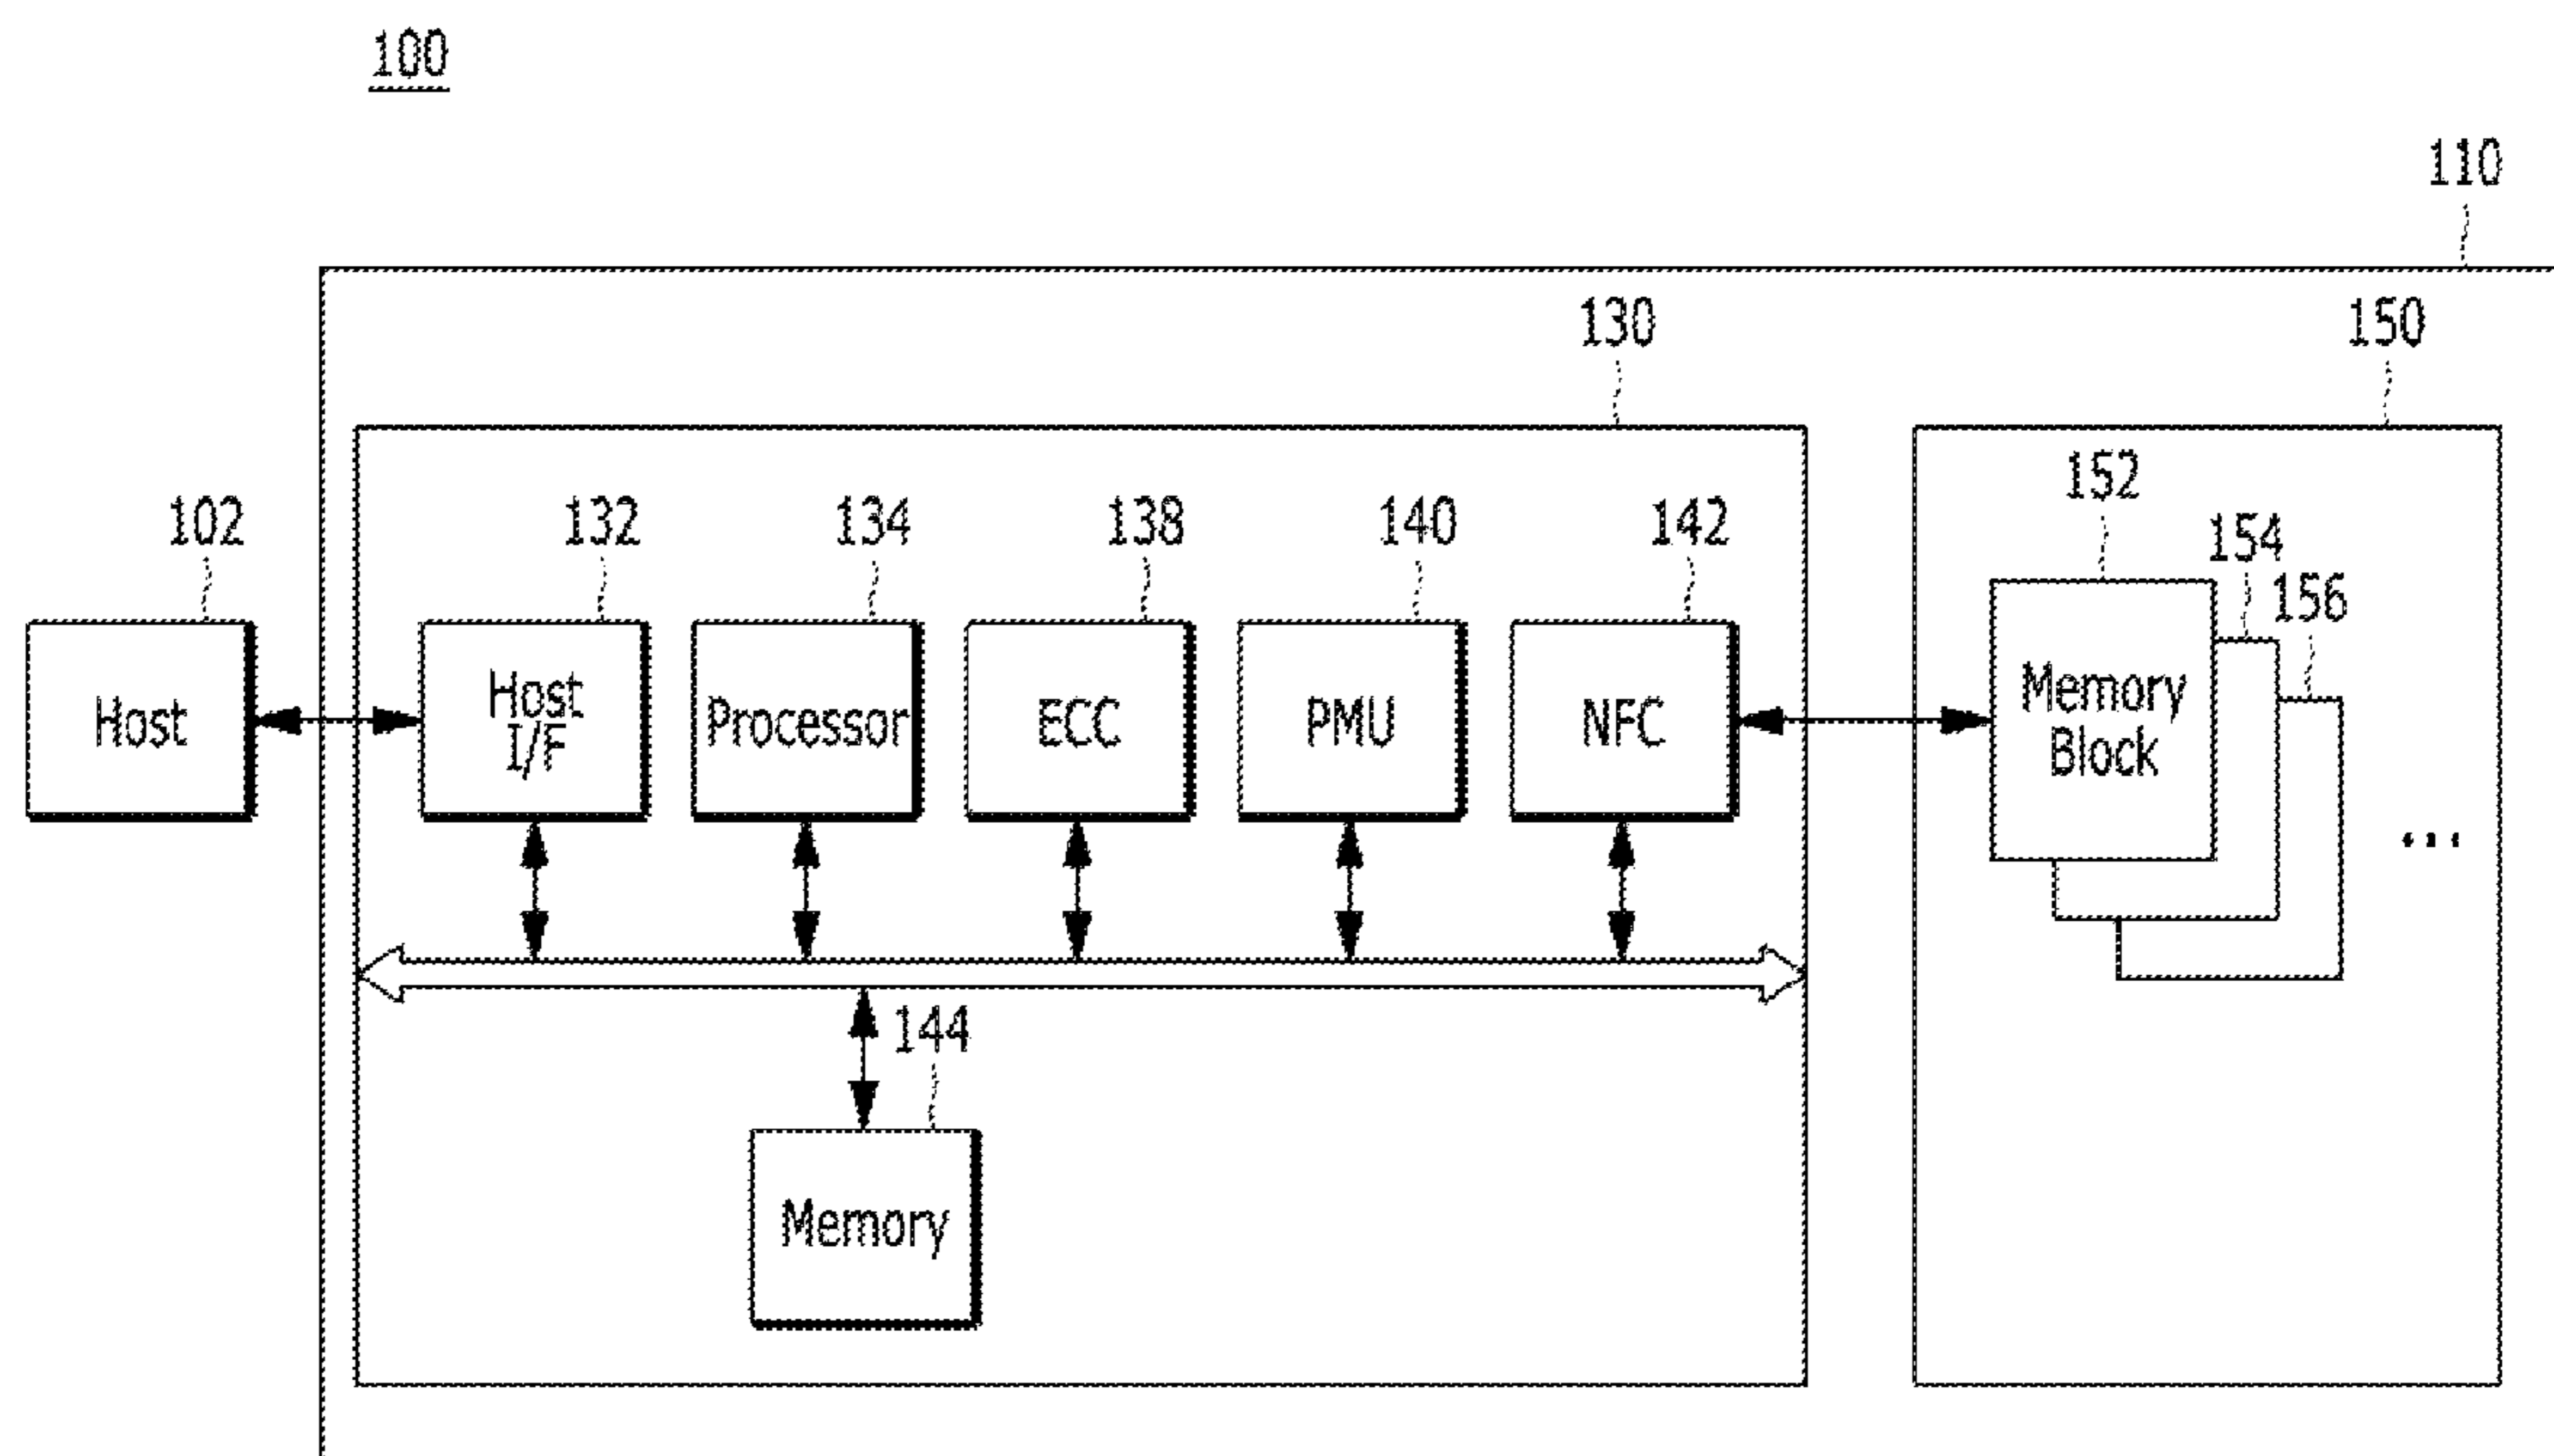 100
110
130
150
102
132
134
138
140
142
152
154
156
Host
Host
I/F
Processor
ECC
PMU
NFC
Memory
Block
...
144
Memory